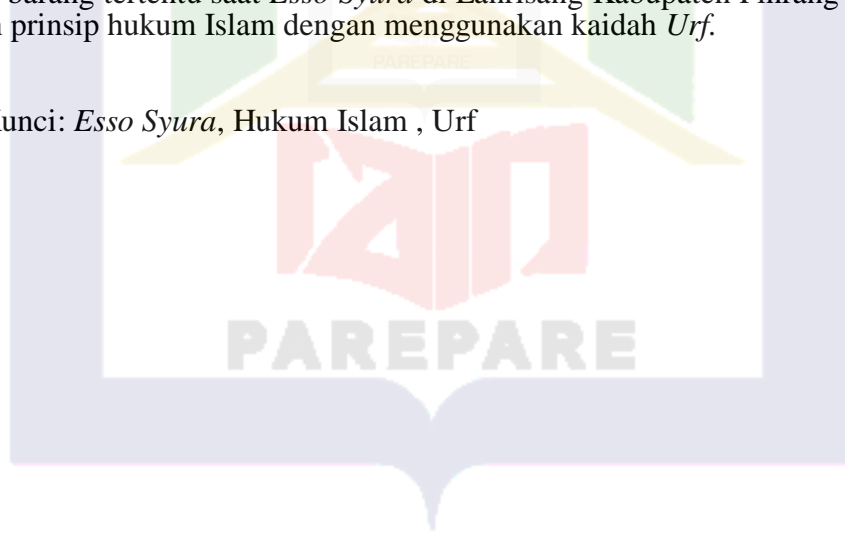 barang tertentu saat Esso Syura di Lanrisang Kabupaten Pinrang
n prinsip hukum Islam dengan menggunakan kaidah Urf.
PAREPARE
Kunci: Esso Syura, Hukum Islam , Urf
PAREPARE